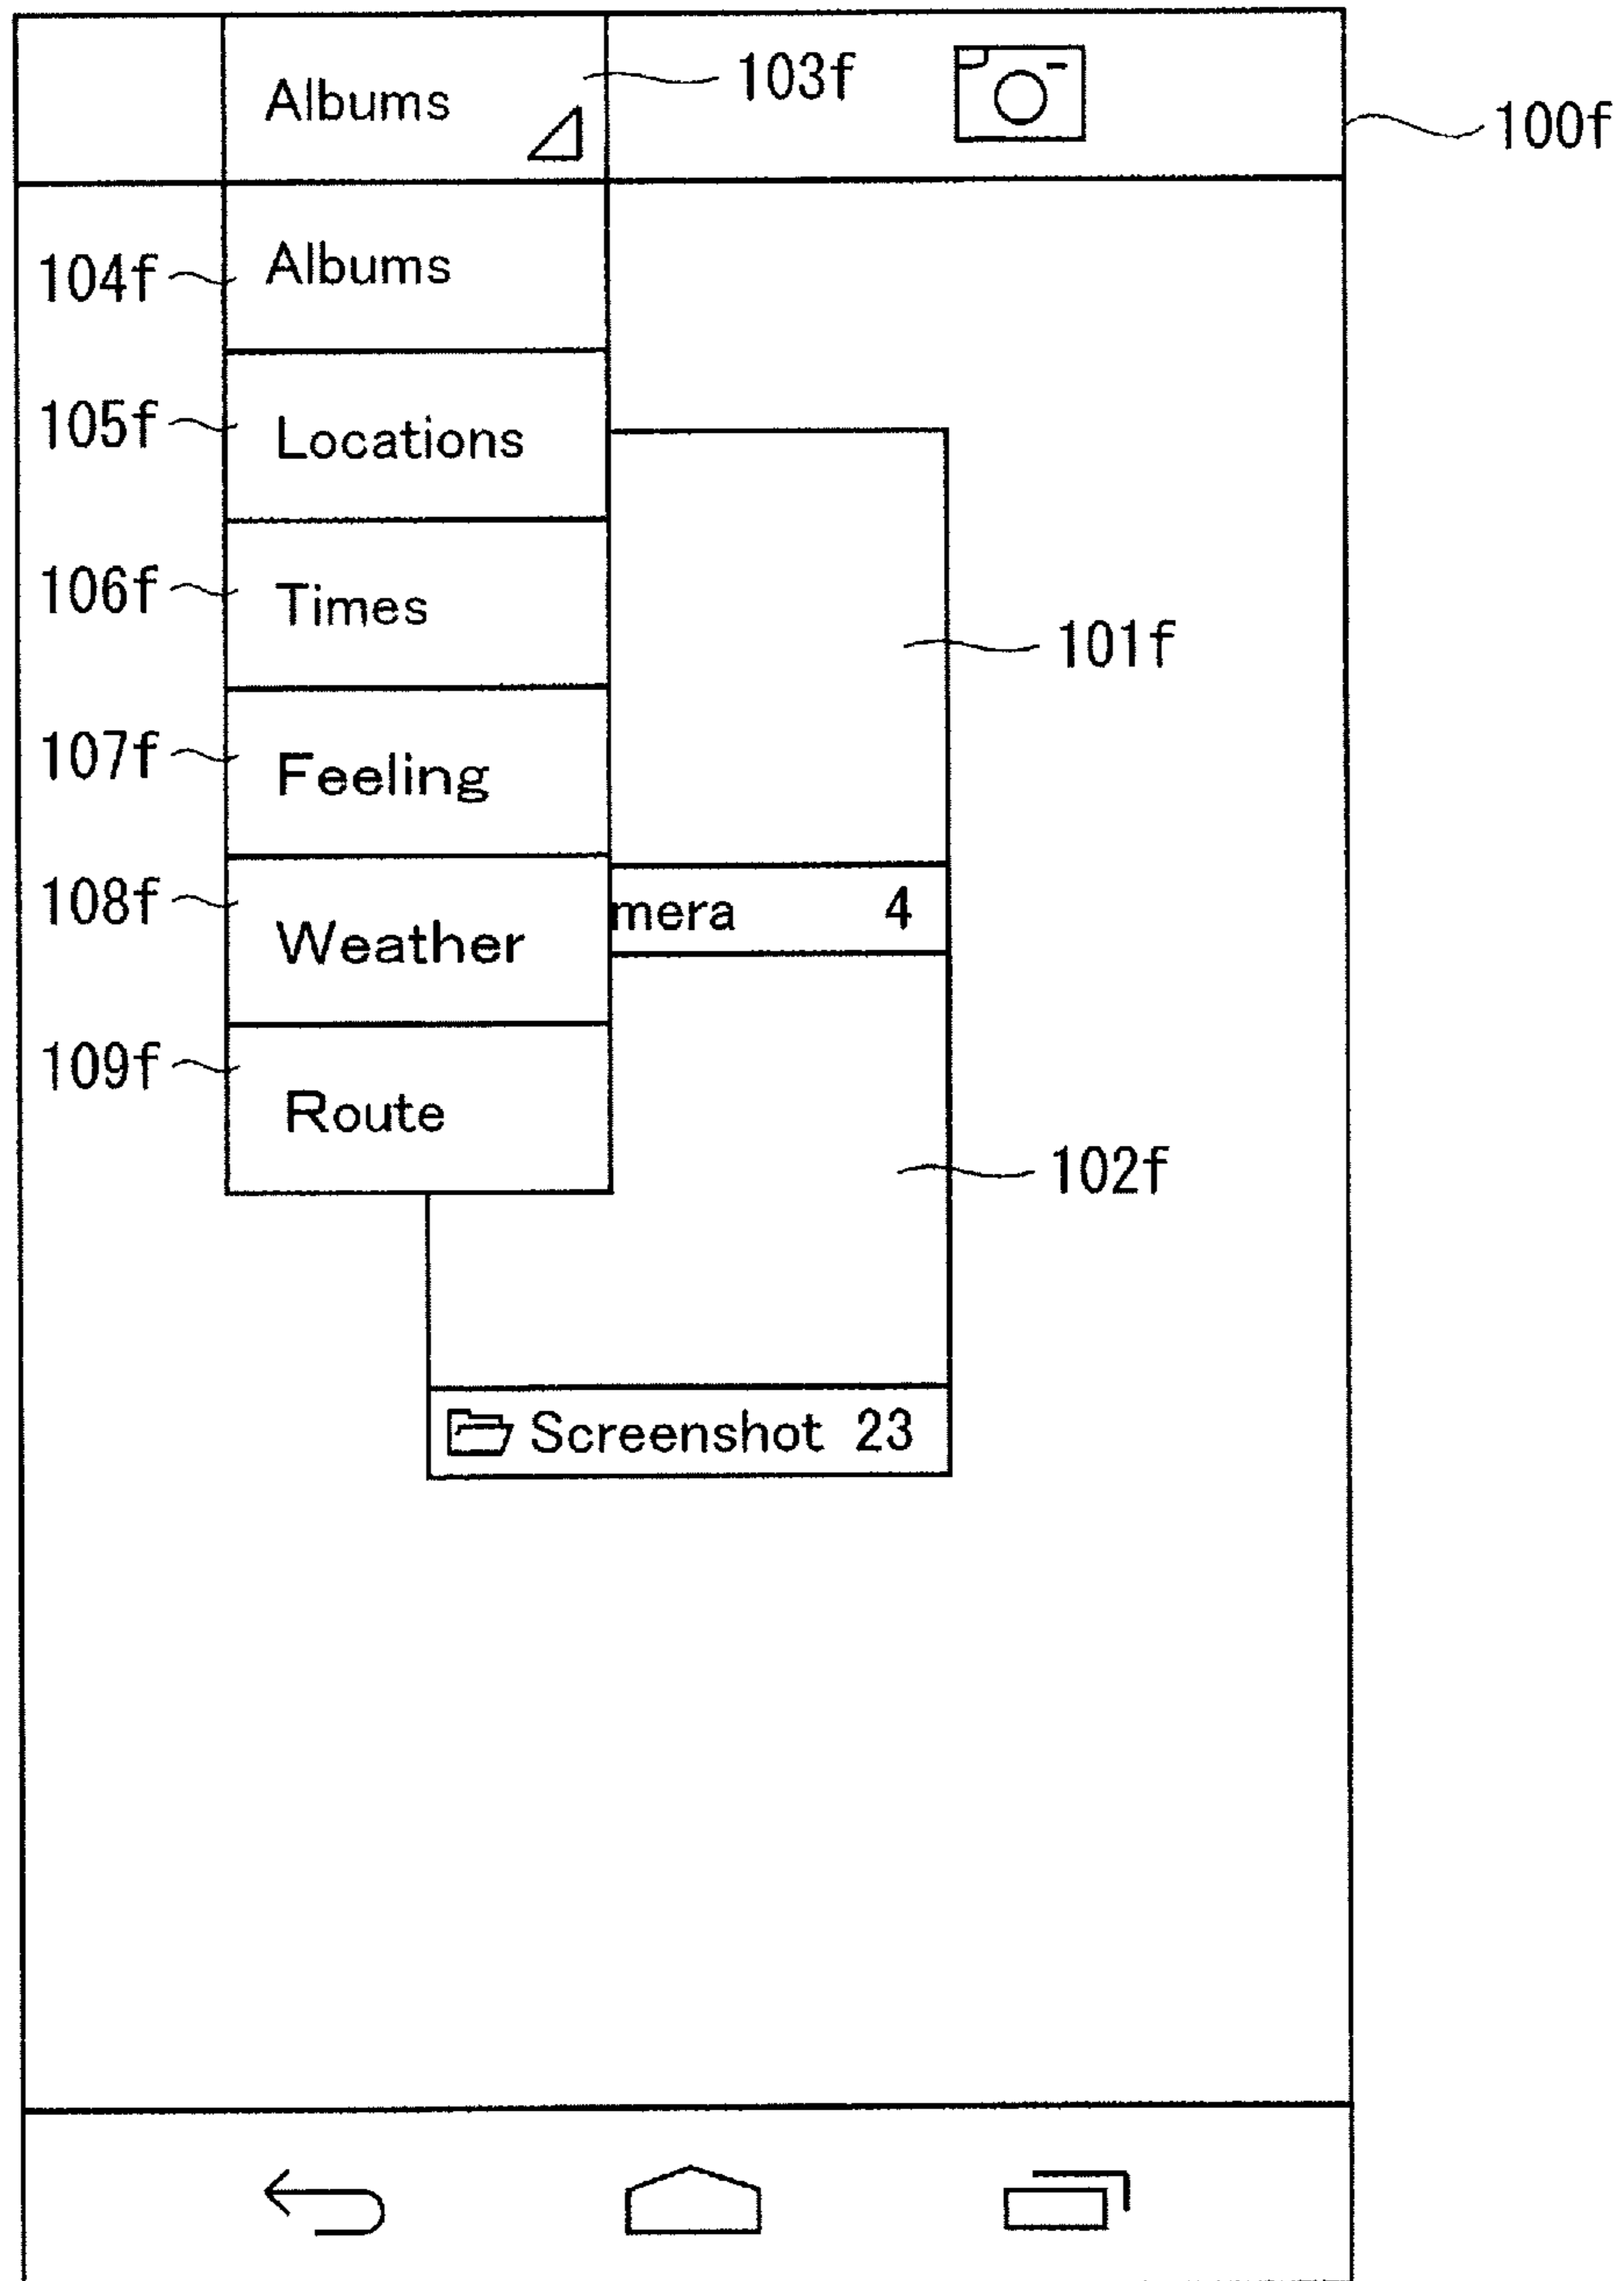 Albums
103f
100f
104f
Albums
105f
Locations
106f
Times
101f
107f
Feeling
108f
Weather
mera 4
109f
Route
102f
Screenshot 23